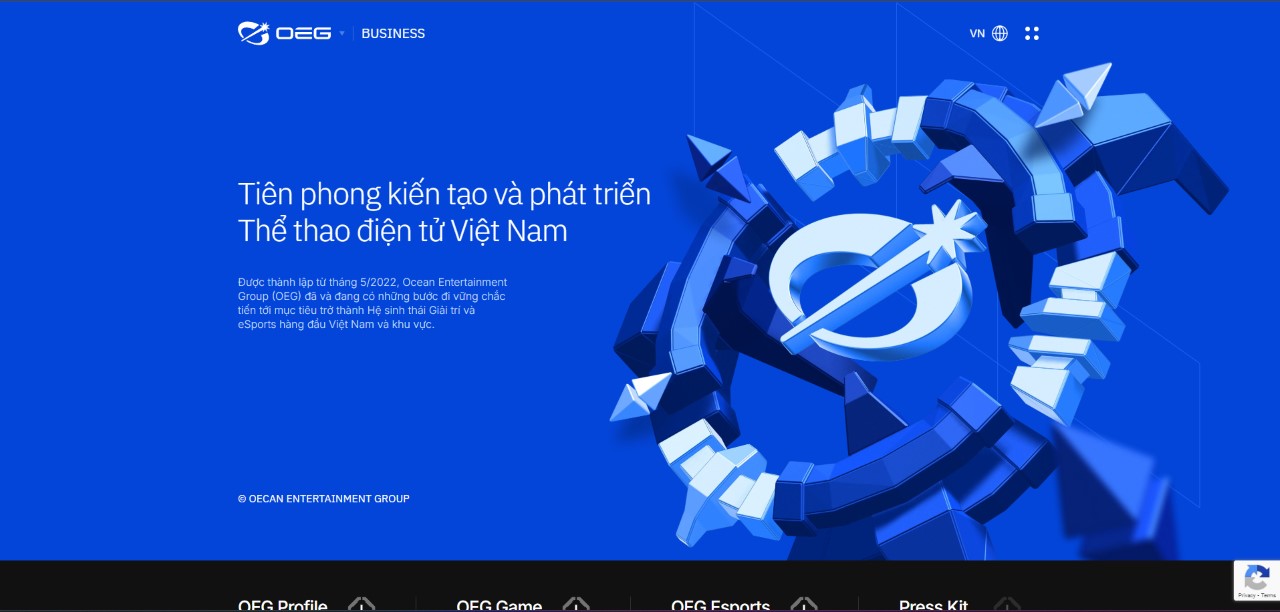 OEG
BUSINESS
VN
Tiên phong kiến tạo và phát triển
Thể thao điện tử Việt Nam
Được thành lập từ tháng 5/2022, Ocean Entertainment
Group (OEG) đã và đang có những bước đi vững chắc
tiến tới mục tiêu trở thành Hệ sinh thái Giải trí và
eSports hàng đầu Việt Nam và khu vực.
© OECAN ENTERTAINMENT GROUP
Privacy - Terms
OEG Profile
OEG Game
OEG Esports
Press Kit